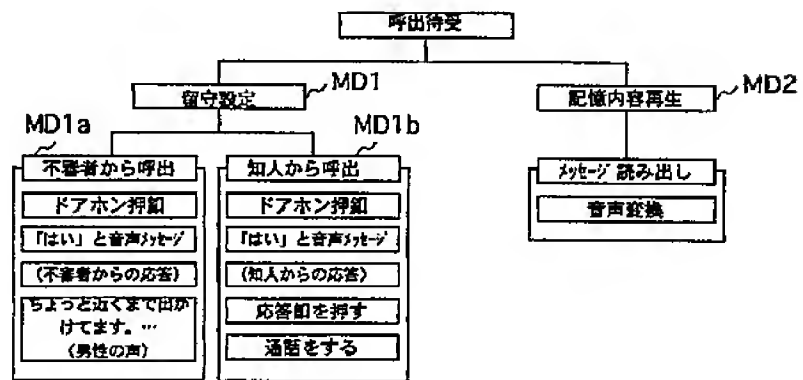 呼出待受
留守設定
MD1
記憶内容再生
MD2
MD1a
MD1b
不審者から呼出
知人から呼出
メッセージ読み出し
ドアホン押釦
ドアホン押釦
音声変換
「はい」と音声メッセージ
「はい」と音声メッセージ
(不審者からの応答)
(知人からの応答)
ちょっと近くまで出か
けてます。…
(男性の声)
応答釦を押す
通話をする